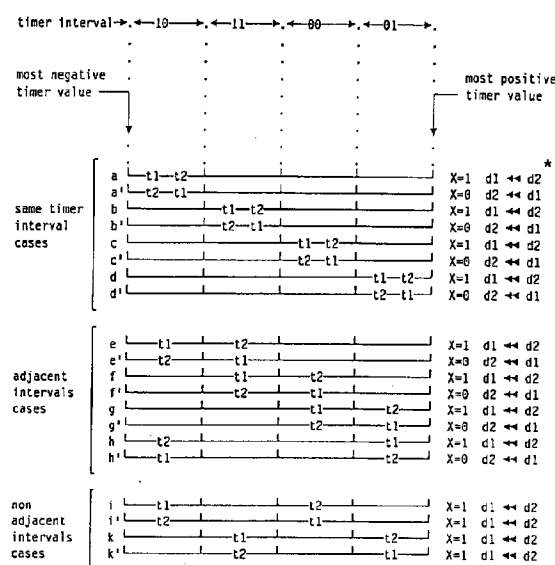 timer interval 10 11 00 01
most negative timer value
most positive timer value
*
same timer interval cases
a t1 t2 X=1 d1 ◄◄ d2
a' t2 t1 X=0 d2 ◄◄ d1
b t1 t2 X=1 d1 ◄◄ d2
b' t2 t1 X=0 d2 ◄◄ d1
c t1 t2 X=1 d1 ◄◄ d2
c' t2 t1 X=0 d2 ◄◄ d1
d t1 t2 X=1 d1 ◄◄ d2
d' t2 t1 X=0 d2 ◄◄ d1
adjacent intervals cases
e t1 t2 X=1 d1 ◄◄ d2
e' t2 t1 X=0 d2 ◄◄ d1
f t1 t2 X=1 d1 ◄◄ d2
f' t2 t1 X=0 d2 ◄◄ d1
g t1 t2 X=1 d1 ◄◄ d2
g' t2 t1 X=0 d2 ◄◄ d1
h t2 t1 X=1 d1 ◄◄ d2
h' t1 t2 X=0 d2 ◄◄ d1
non adjacent intervals cases
i t1 t2 X=1 d1 ◄◄ d2
i' t2 t1 X=1 d1 ◄◄ d2
k t1 t2 X=1 d1 ◄◄ d2
k' t2 t1 X=1 d1 ◄◄ d2